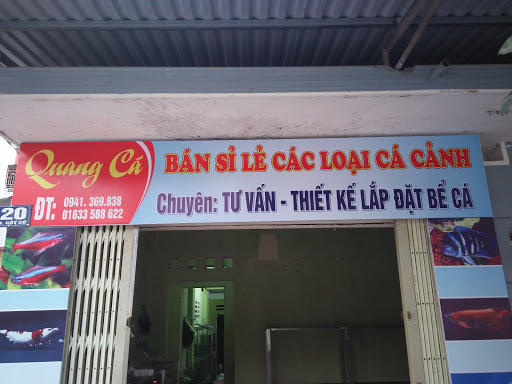 Quang Cá
BÁN SỈ LẺ CÁC LOẠI CÁ CẢNH
ĐT: 0941.369.838
01633 588 622
Chuyên: TƯ VẤN - THIẾT KẾ LẮP ĐẶT BỂ CÁ
20